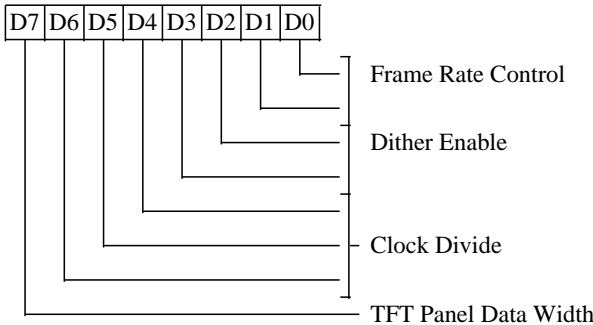 D7 D6 D5 D4 D3 D2 D1 D0
Frame Rate Control
Dither Enable
Clock Divide
TFT Panel Data Width